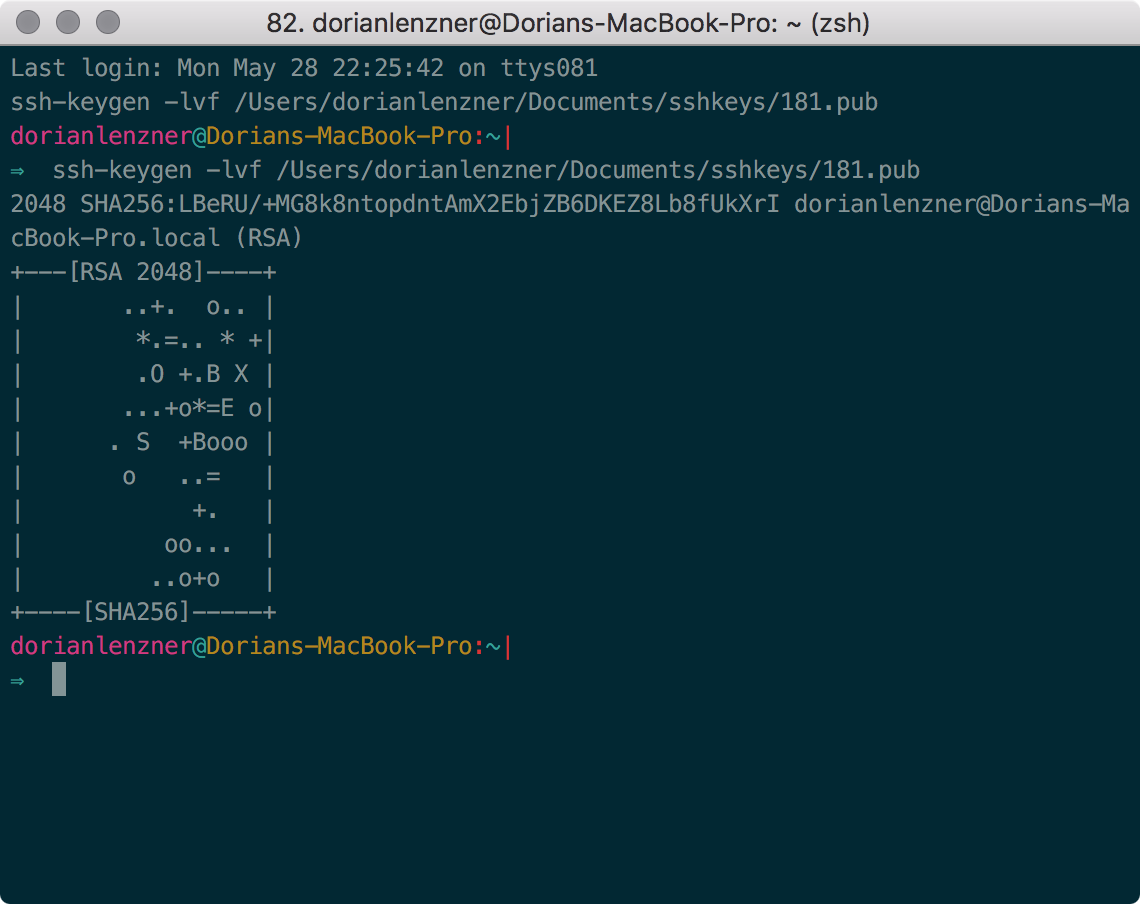 82. dorianlenzner@Dorians-MacBook-Pro: ~ (zsh)
Last login: Mon May 28 22:25:42 on ttys081
ssh-keygen -lvf /Users/dorianlenzner/Documents/sshkeys/181.pub
dorianlenzner@Dorians-MacBook-Pro:~|
⇒  ssh-keygen -lvf /Users/dorianlenzner/Documents/sshkeys/181.pub
2048 SHA256:LBeRU/+MG8k8ntopdntAmX2EbjZB6DKEZ8Lb8fUkXrI dorianlenzner@Dorians-Ma
cBook-Pro.local (RSA)
+---[RSA 2048]----+
|       ..+.  o.. |
|        *.=.. * +|
|        .O +.B X |
|       ...+o*=E o|
|      . S  +Booo |
|       o   ..=   |
|            +.   |
|          oo...  |
|         ..o+o   |
+----[SHA256]-----+
dorianlenzner@Dorians-MacBook-Pro:~|
⇒